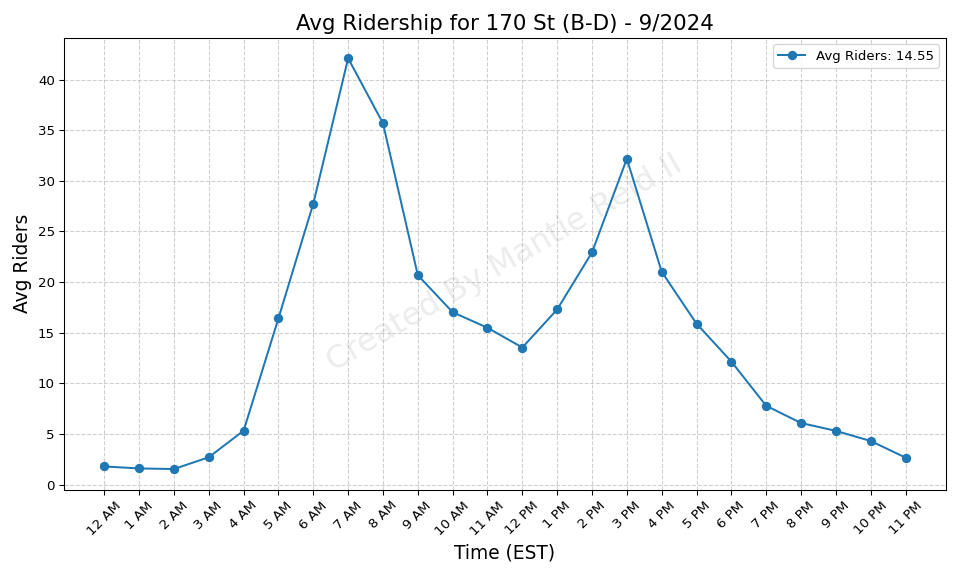 Avg Ridership for 170 St (B-D) - 9/2024
Avg Riders: 14.55
Avg Riders
40
35
30
25
20
15
10
5
0
Created By Mantie Reid II
12 AM
1 AM
2 AM
3 AM
4 AM
5 AM
6 AM
7 AM
8 AM
9 AM
10 AM
11 AM
12 PM
1 PM
2 PM
3 PM
4 PM
5 PM
6 PM
7 PM
8 PM
9 PM
10 PM
11 PM
Time (EST)